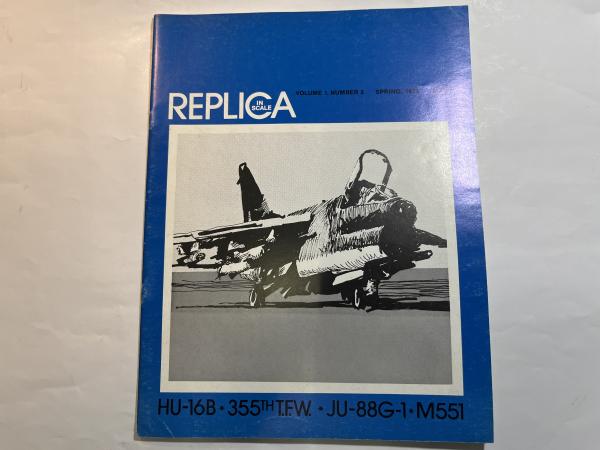 VOLUME 1, NUMBER 3 SPRING,
REPLICA
IN
SCALE
HU-16B • 355TH T.F.W. • JU-88G-1 • M551